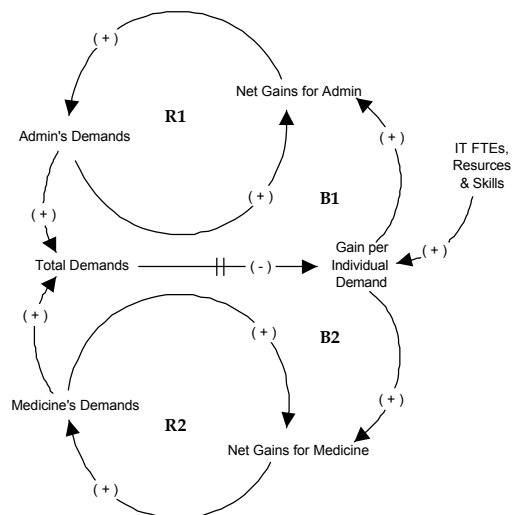 ( + )
Net Gains for Admin
R1
Admin's Demands
( + )
IT FTEs,
Resurces
& Skills
( + )
B1
( + )
( + )
Total Demands
( - )
Gain per
Individual
Demand
( + )
( + )
( + )
B2
Medicine's Demands
R2
( + )
Net Gains for Medicine
( + )